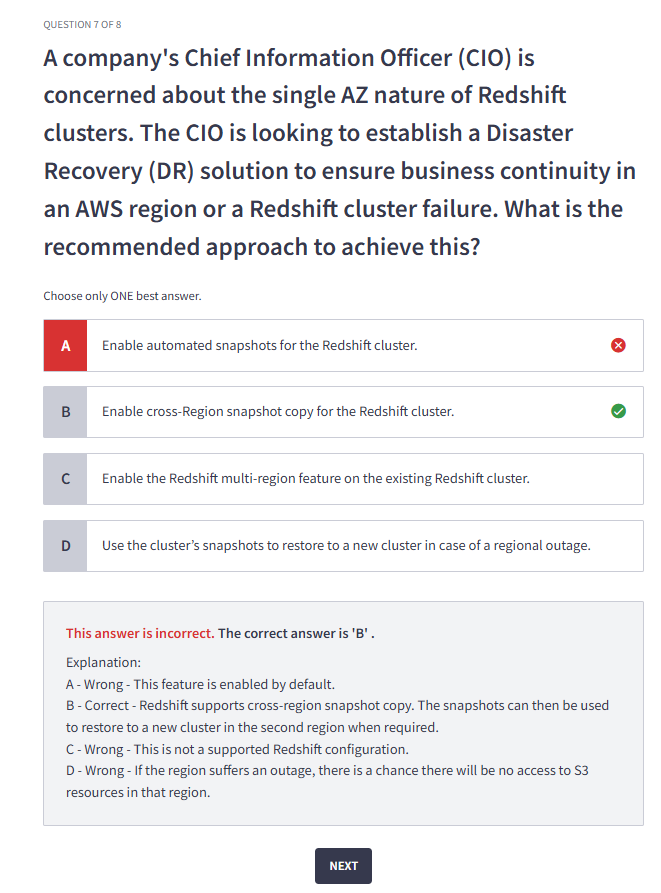 QUESTION 7 OF 8
A company's Chief Information Officer (CIO) is
concerned about the single AZ nature of Redshift
clusters. The CIO is looking to establish a Disaster
Recovery (DR) solution to ensure business continuity in
an AWS region or a Redshift cluster failure. What is the
recommended approach to achieve this?
Choose only ONE best answer.
A Enable automated snapshots for the Redshift cluster.
B Enable cross-Region snapshot copy for the Redshift cluster.
C Enable the Redshift multi-region feature on the existing Redshift cluster.
D Use the cluster’s snapshots to restore to a new cluster in case of a regional outage.
This answer is incorrect. The correct answer is 'B' .
Explanation:
A - Wrong - This feature is enabled by default.
B - Correct - Redshift supports cross-region snapshot copy. The snapshots can then be used
to restore to a new cluster in the second region when required.
C - Wrong - This is not a supported Redshift configuration.
D - Wrong - If the region suffers an outage, there is a chance there will be no access to S3
resources in that region.
NEXT